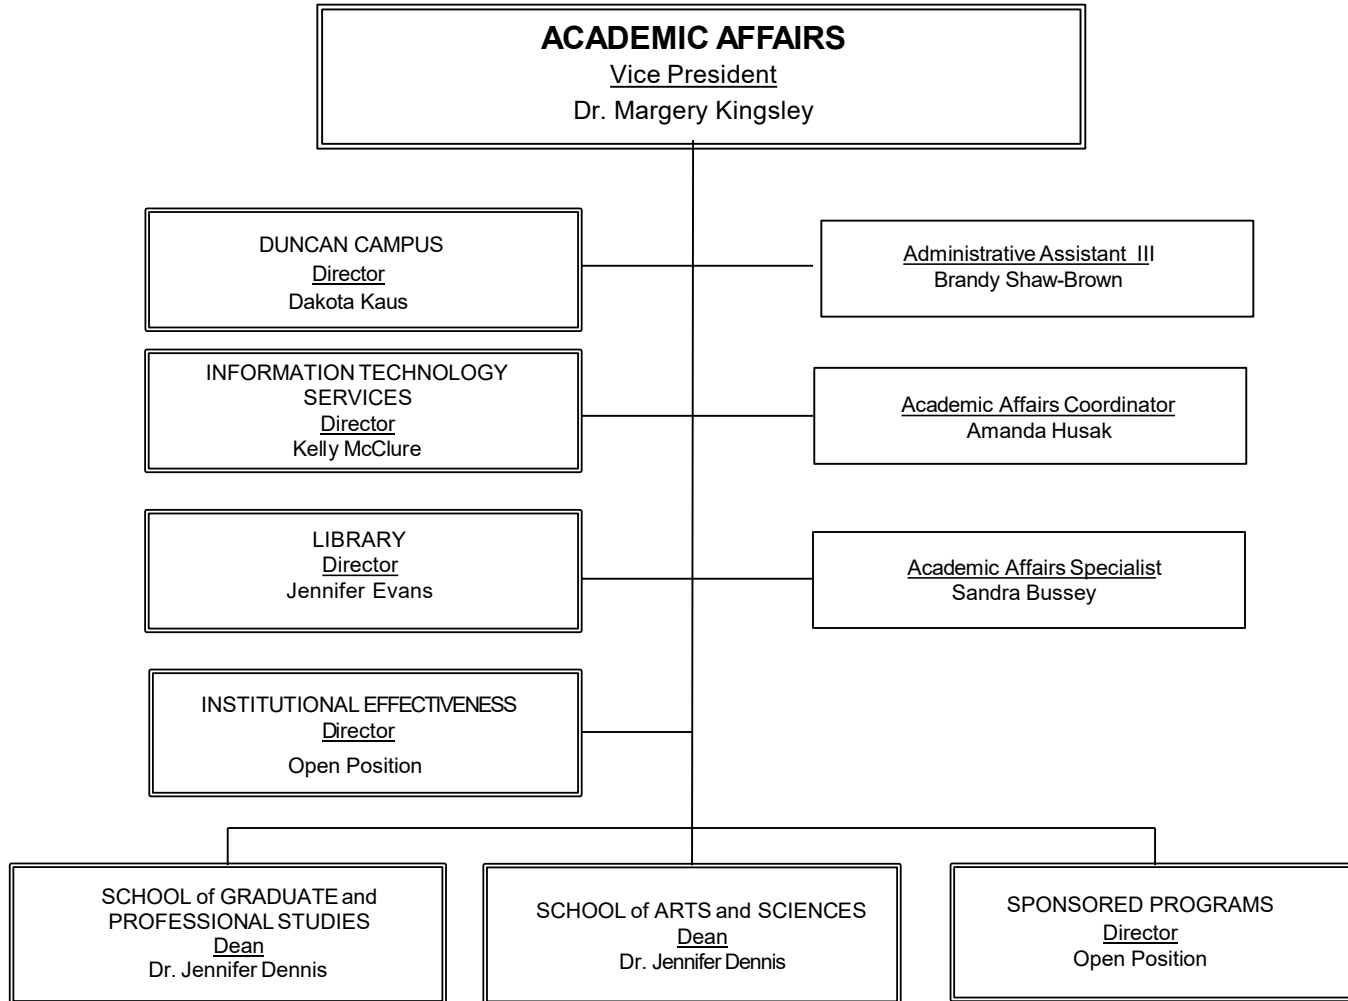 ACADEMIC AFFAIRS
Vice President
Dr. Margery Kingsley
DUNCAN CAMPUS
Director
Dakota Kaus
Administrative Assistant III
Brandy Shaw-Brown
INFORMATION TECHNOLOGY
SERVICES
Director
Kelly McClure
Academic Affairs Coordinator
Amanda Husak
LIBRARY
Director
Jennifer Evans
Academic Affairs Specialist
Sandra Bussey
INSTITUTIONAL EFFECTIVENESS
Director
Open Position
SCHOOL of GRADUATE and
PROFESSIONAL STUDIES
Dean
Dr. Jennifer Dennis
SCHOOL of ARTS and SCIENCES
Dean
Dr. Jennifer Dennis
SPONSORED PROGRAMS
Director
Open Position